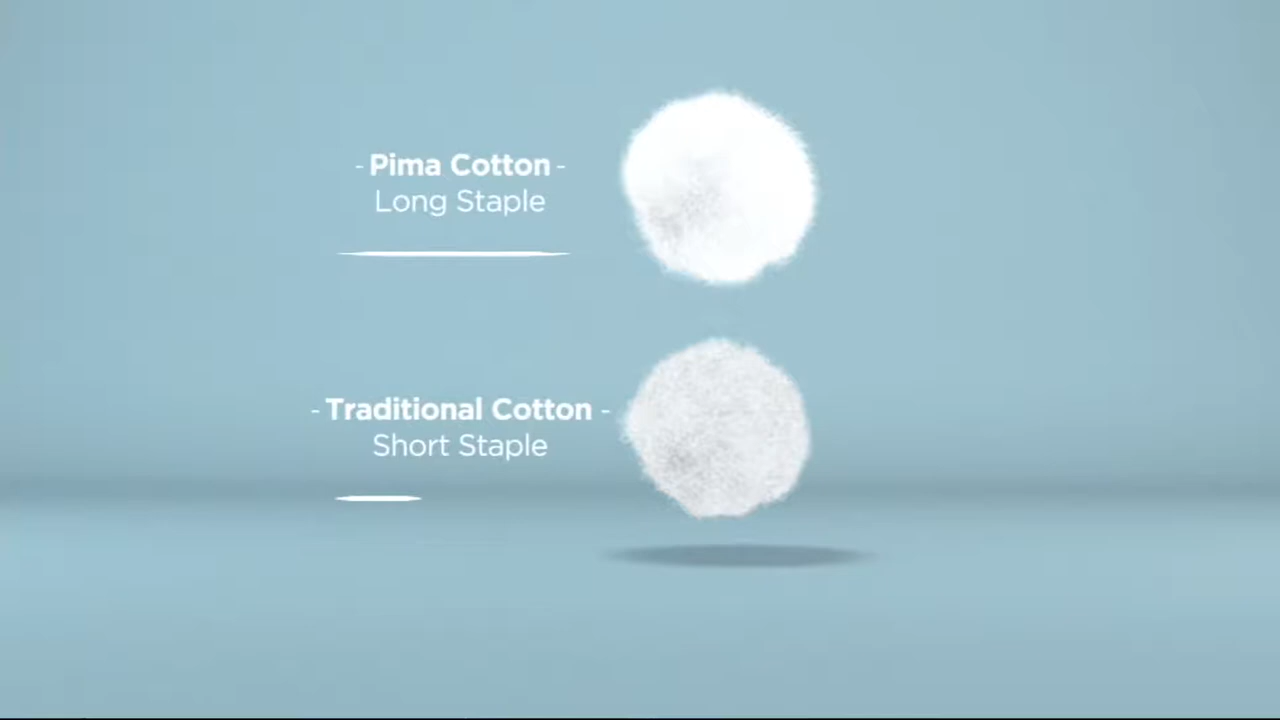 - Pima Cotton -
Long Staple
- Traditional Cotton -
Short Staple